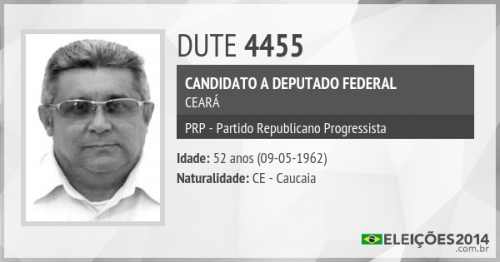 DUTE 4455
CANDIDATO A DEPUTADO FEDERAL
CEARÁ
PRP - Partido Republicano Progressista
Idade: 52 anos (09-05-1962)
Naturalidade: CE - Caucaia
ELEIÇÕES2014
.com.br